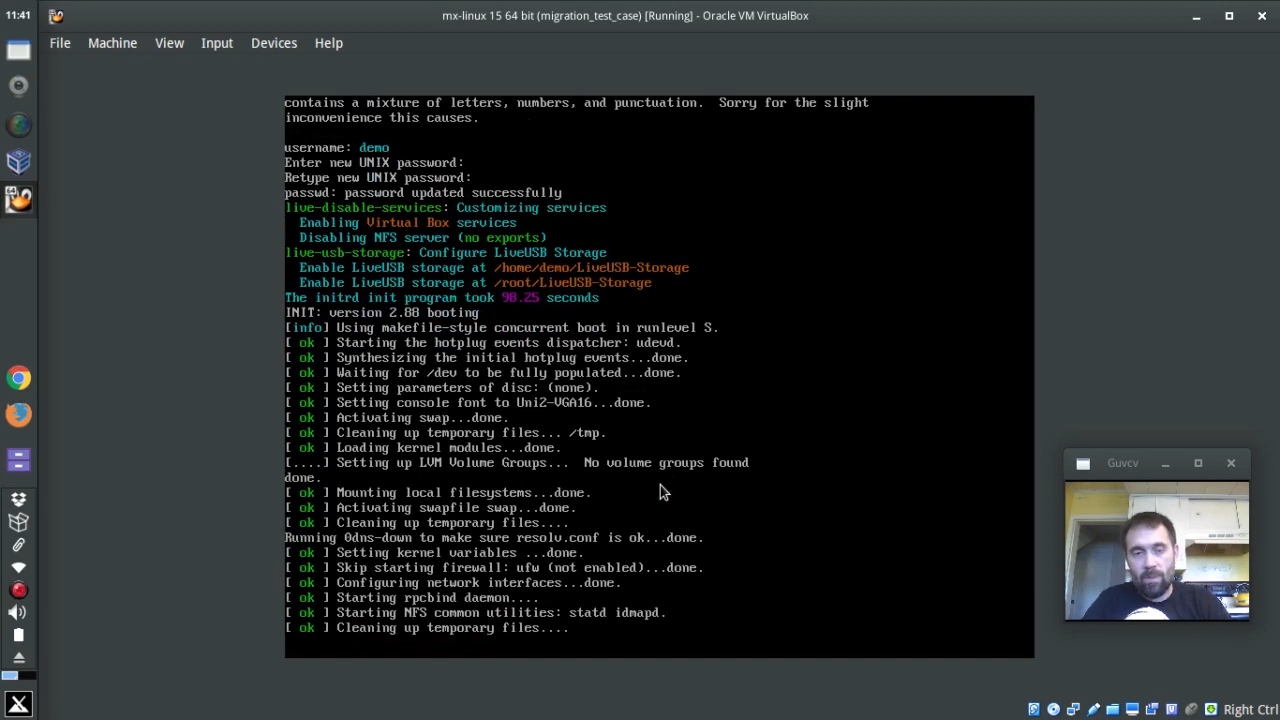 11:41
mx-linux 15 64 bit (migration_test_case) [Running] - Oracle VM VirtualBox
File Machine View Input Devices Help
contains a mixture of letters, numbers, and punctuation.  Sorry for the slight
inconvenience this causes.
username: demo
Enter new UNIX password:
Retype new UNIX password:
passwd: password updated successfully
live-disable-services: Customizing services
Enabling Virtual Box services
Disabling NFS server (no exports)
live-usb-storage: Configure LiveUSB Storage
Enable LiveUSB storage at /home/demo/LiveUSB-Storage
Enable LiveUSB storage at /root/LiveUSB-Storage
The initrd init program took 90.25 seconds
INIT: version 2.88 booting
[info] Using makefile-style concurrent boot in runlevel S.
[ ok ] Starting the hotplug events dispatcher: udevd.
[ ok ] Synthesizing the initial hotplug events...done.
[ ok ] Waiting for /dev to be fully populated...done.
[ ok ] Setting parameters of disc: (none).
[ ok ] Setting console font to Uni2-VGA16...done.
[ ok ] Activating swap...done.
[ ok ] Cleaning up temporary files... /tmp.
[ ok ] Loading kernel modules...done.
[....] Setting up LVM Volume Groups...  No volume groups found
done.
[ ok ] Mounting local filesystems...done.
[ ok ] Activating swapfile swap...done.
[ ok ] Cleaning up temporary files....
Running 0dns-down to make sure resolv.conf is ok...done.
[ ok ] Setting kernel variables ...done.
[ ok ] Skip starting firewall: ufw (not enabled)...done.
[ ok ] Configuring network interfaces...done.
[ ok ] Starting rpcbind daemon....
[ ok ] Starting NFS common utilities: statd idmapd.
[ ok ] Cleaning up temporary files....
Guvcv
Right Ctrl